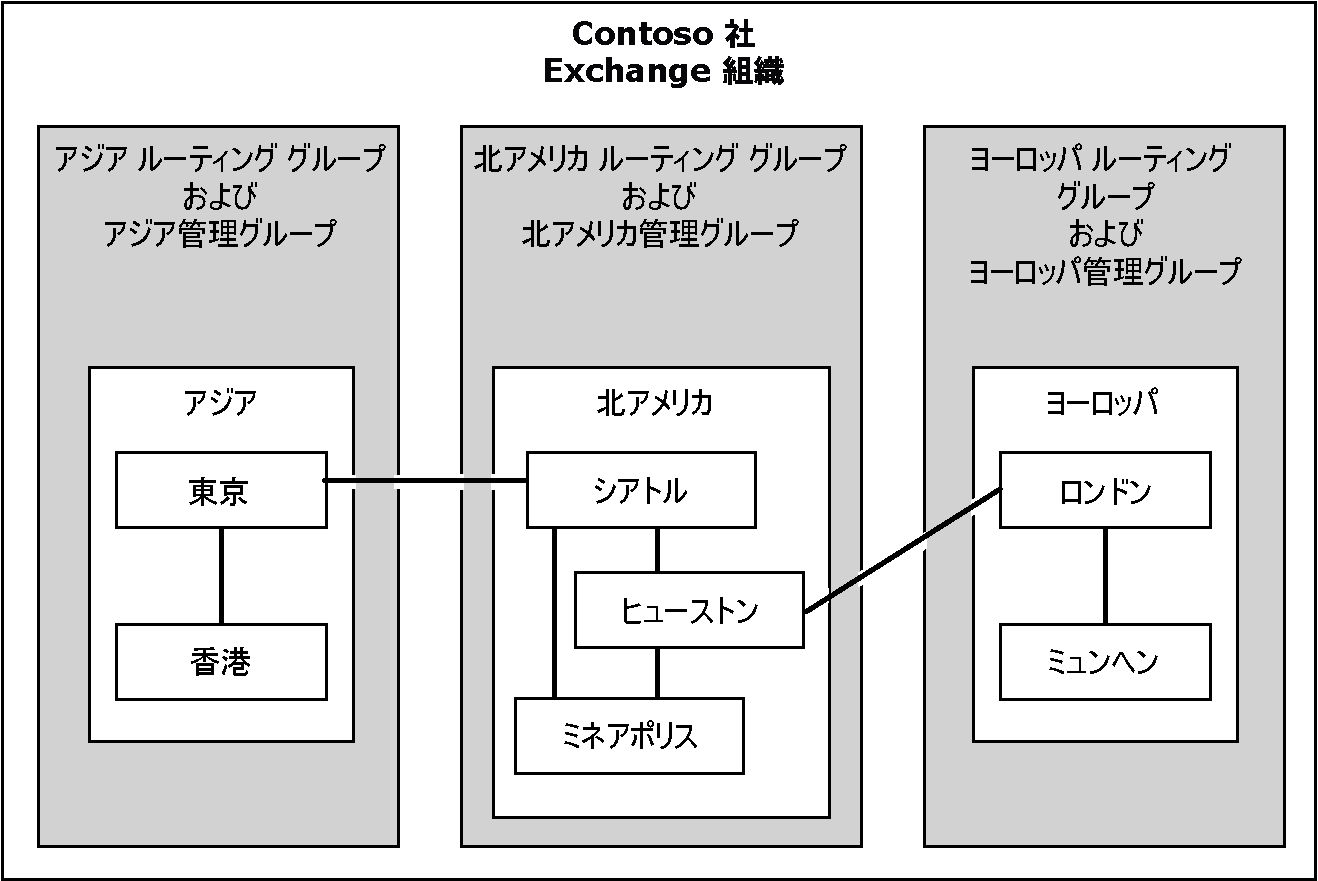 Contoso 社
Exchange 組織
アジア ルーティング グループ
および
アジア管理グループ
北アメリカ ルーティング グループ
および
北アメリカ管理グループ
ヨーロッパ ルーティング
グループ
および
ヨーロッパ管理グループ
アジア
東京
香港
北アメリカ
シアトル
ヒューストン
ミネアポリス
ヨーロッパ
ロンドン
ミュンヘン